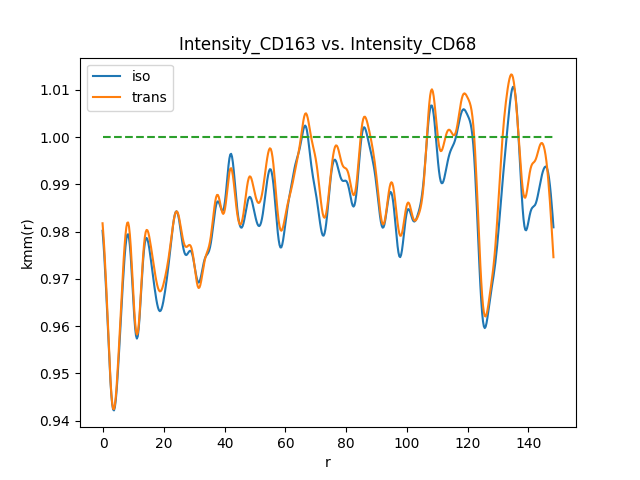 Intensity_CD163 vs. Intensity_CD68
iso
trans
1.01
1.00
0.99
0.98
0.97
0.96
0.95
0.94
kmm(r)
0 20 40 60 80 100 120 140
r